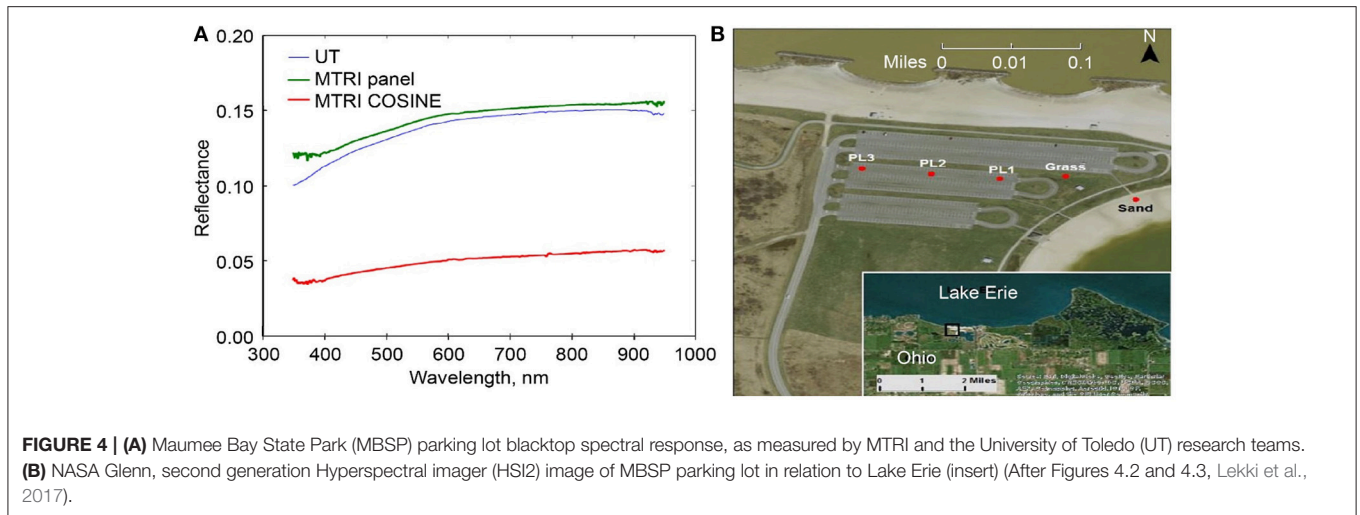 A
0.20
0.15
0.10
0.05
0.00
Reflectance
UT
MTRI panel
MTRI COSINE
300 400 500 600 700 800 900 1000
Wavelength, nm
B
N
Miles 0 0.01 0.1
PL3 PL2 PL1 Grass
Sand
Lake Erie
Ohio
0 1 2 Miles
FIGURE 4 | (A) Maumee Bay State Park (MBSP) parking lot blacktop spectral response, as measured by MTRI and the University of Toledo (UT) research teams.
(B) NASA Glenn, second generation Hyperspectral imager (HSI2) image of MBSP parking lot in relation to Lake Erie (insert) (After Figures 4.2 and 4.3, Lekki et al.,
2017).